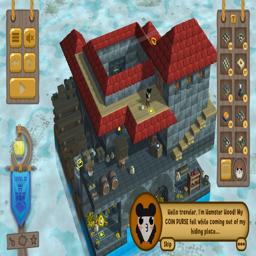 Hello traveler, I'm Hamster Hood! My
COIN PURSE fell while coming out of my
hiding place...
Skip